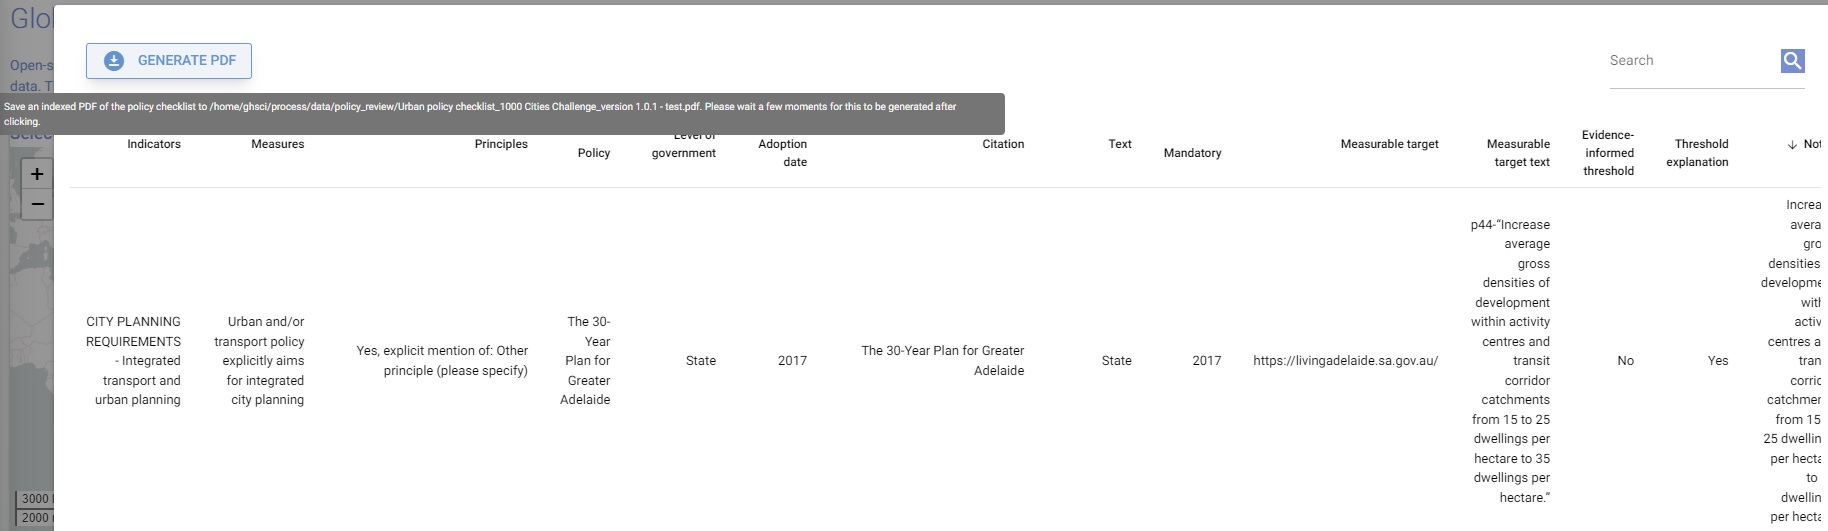 Glo
GENERATE PDF
Search
Open-s
data. T
Save an indexed PDF of the policy checklist to /home/ghsci/process/data/policy_review/Urban policy checklist_1000 Cities Challenge_version 1.0.1 - test.pdf. Please wait a few moments for this to be generated after
clicking.
Selec
Indicators
Measures
Principles
Policy
Level of
government
Adoption
date
Citation
Text
Mandatory
Measurable target
Measurable
target text
Evidence-
informed
threshold
Threshold
explanation
↓ Not
+
−
CITY PLANNING
REQUIREMENTS
- Integrated
transport and
urban planning
Urban and/or
transport policy
explicitly aims
for integrated
city planning
Yes, explicit mention of: Other
principle (please specify)
The 30-
Year
Plan for
Greater
Adelaide
State
2017
The 30-Year Plan for Greater
Adelaide
State
2017
https://livingadelaide.sa.gov.au/
p44-“Increase
average
gross
densities of
development
within activity
centres and
transit
corridor
catchments
from 15 to 25
dwellings per
hectare to 35
dwellings per
hectare.”
No
Yes
Increa
avera
gro
densities
developme
with
activ
centres a
tran
corric
catchmer
from 15
25 dwellin
per hecta
to
dwellin
per hecta
3000
2000